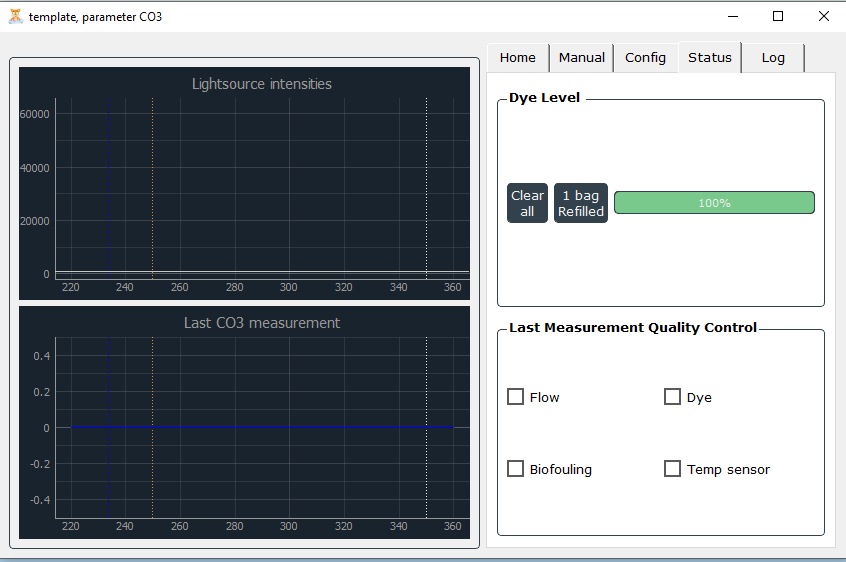 template, parameter CO3
Lightsource intensities
60000
40000
20000
0
220 240 260 280 300 320 340 360
Last CO3 measurement
0.4
0.2
0
-0.2
-0.4
220 240 260 280 300 320 340 360
Home Manual Config Status Log
Dye Level
Clear
all
1 bag
Refilled
100%
Last Measurement Quality Control
Flow
Dye
Biofouling
Temp sensor